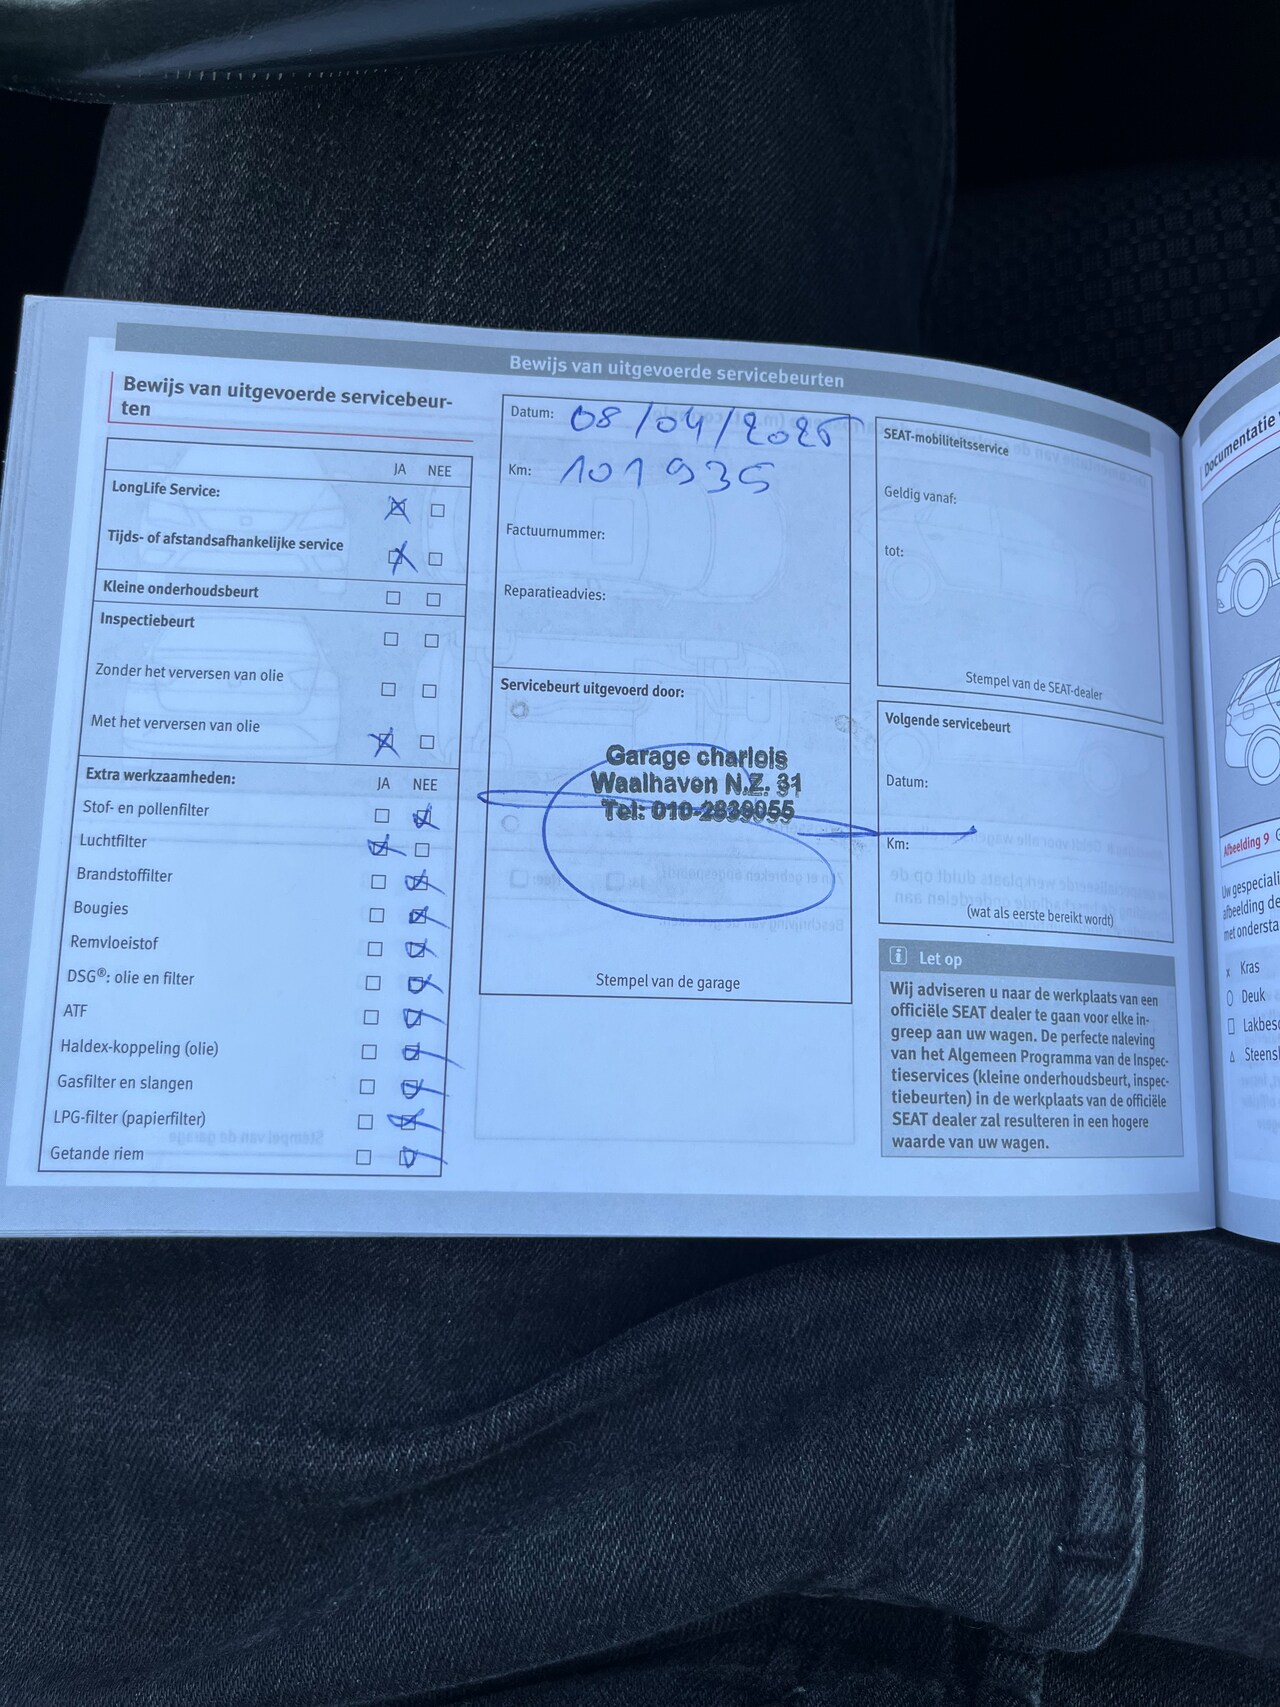 Bewijs van uitgevoerde servicebeurten
Bewijs van uitgevoerde servicebeur-
ten
JA NEE
LongLife Service:
Tijds- of afstandsafhankelijke service
Kleine onderhoudsbeurt
Inspectiebeurt
Zonder het verversen van olie
Met het verversen van olie
Extra werkzaamheden: JA NEE
Stof- en pollenfilter
Luchtfilter
Brandstoffilter
Bougies
Remvloeistof
DSG®: olie en filter
ATF
Haldex-koppeling (olie)
Gasfilter en slangen
LPG-filter (papierfilter)
Getande riem
Datum: 08/04/2025
Km: 101935
Factuurnummer:
Reparatieadvies:
Servicebeurt uitgevoerd door:
Garage charlois
Waalhaven N.Z. 31
Tel: 010-2839055
Stempel van de garage
SEAT-mobiliteitsservice
Geldig vanaf:
tot:
Stempel van de SEAT-dealer
Volgende servicebeurt
Datum:
Km:
(wat als eerste bereikt wordt)
Let op
Wij adviseren u naar de werkplaats van een
officiële SEAT dealer te gaan voor elke in-
greep aan uw wagen. De perfecte naleving
van het Algemeen Programma van de Inspec-
tieservices (kleine onderhoudsbeurt, inspec-
tiebeurten) in de werkplaats van de officiële
SEAT dealer zal resulteren in een hogere
waarde van uw wagen.
Documentatie
Afbeelding 9
Uw gespeciali
afbeelding de
met ondersta
x Kras
Deuk
Lakbesc
Steensl